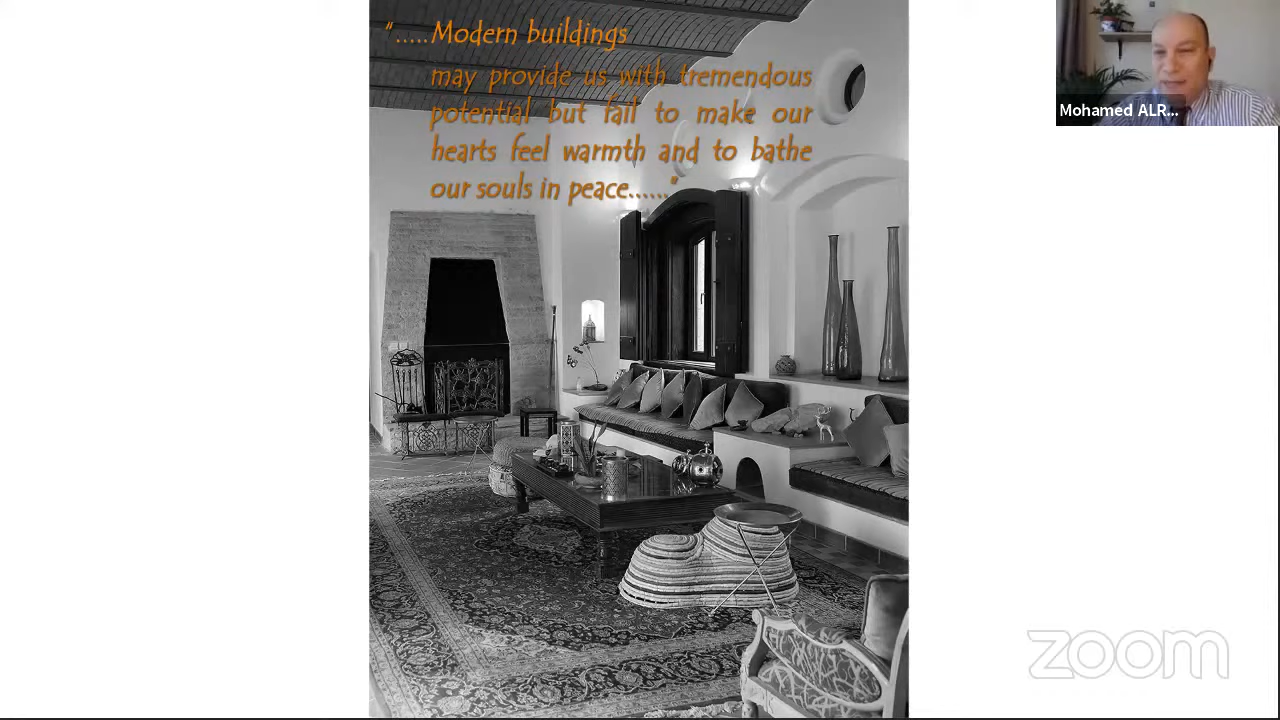 ".....Modern buildings
may provide us with tremendous
potential but fail to make our
hearts feel warmth and to bathe
our souls in peace......"
Mohamed ALR...
zoom